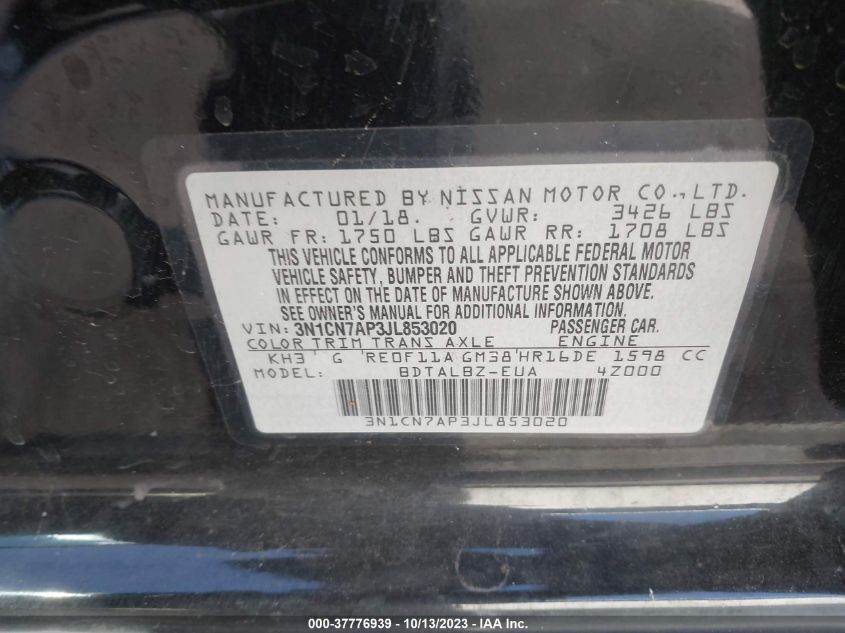 MANUFACTURED BY NISSAN MOTOR CO.,LTD.
DATE: 01/18. GVWR: 3426 LBS
GAWR FR: 1750 LBS GAWR RR: 1708 LBS
THIS VEHICLE CONFORMS TO ALL APPLICABLE FEDERAL MOTOR
VEHICLE SAFETY, BUMPER AND THEFT PREVENTION STANDARDS
IN EFFECT ON THE DATE OF MANUFACTURE SHOWN ABOVE.
SEE OWNER'S MANUAL FOR ADDITIONAL INFORMATION.
VIN: 3N1CN7AP3JL853020 PASSENGER CAR.
COLOR TRIM TRANS AXLE ENGINE
KH3 G RE0F11A GM38 HR16DE 1598 CC
MODEL: BDTALBZ-EUA 4Z000
3N1CN7AP3JL853020
000-37776939 - 10/13/2023 - IAA Inc.